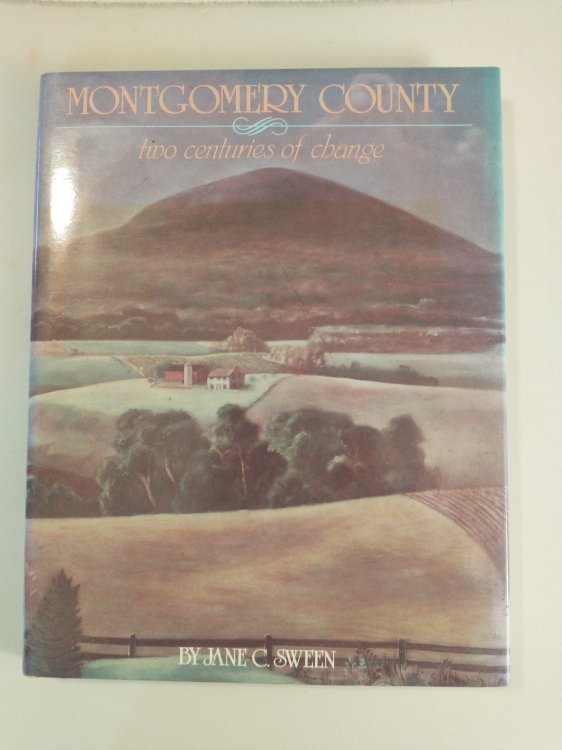 MONTGOMERY COUNTY
two centuries of change
BY JANE C. SWEEN